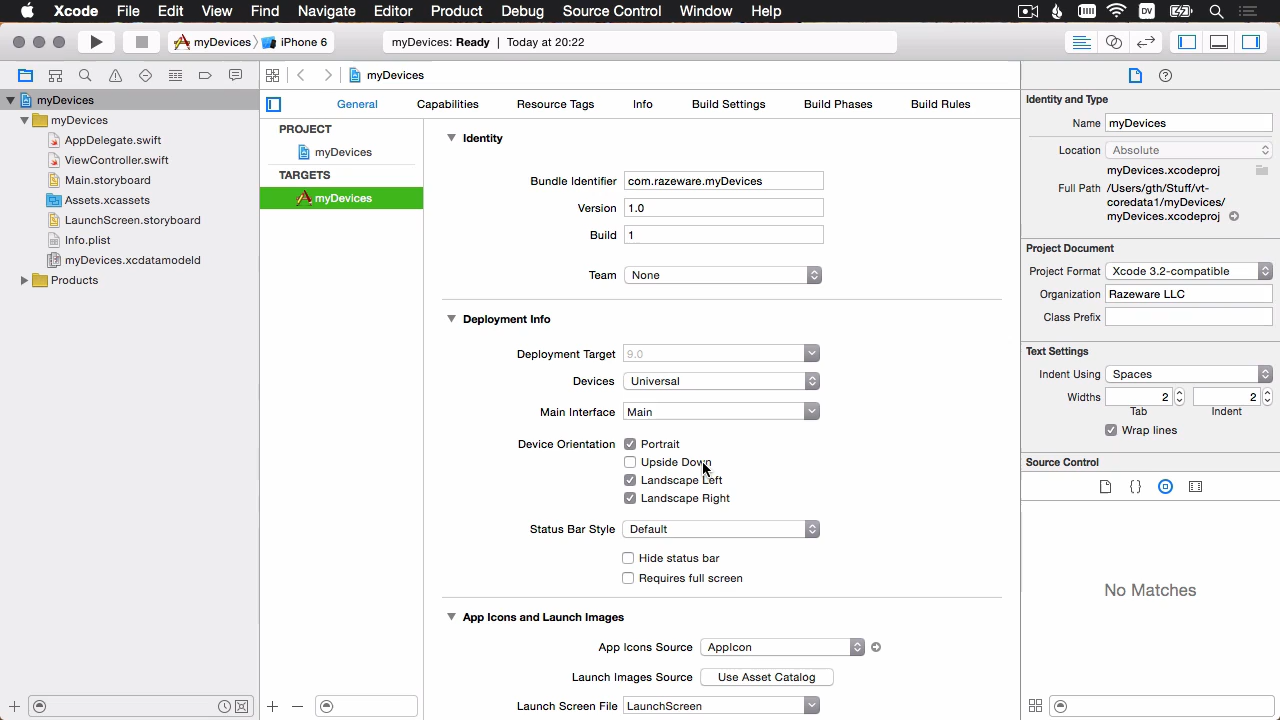 Xcode File Edit View Find Navigate Editor Product Debug Source Control Window Help DV
myDevices iPhone 6 myDevices: Ready | Today at 20:22
myDevices
myDevices
AppDelegate.swift
ViewController.swift
Main.storyboard
Assets.xcassets
LaunchScreen.storyboard
Info.plist
myDevices.xcdatamodeld
Products
myDevices
General Capabilities Resource Tags Info Build Settings Build Phases Build Rules
PROJECT
myDevices
TARGETS
myDevices
Identity
Bundle Identifier com.razeware.myDevices
Version 1.0
Build 1
Team None
Deployment Info
Deployment Target 9.0
Devices Universal
Main Interface Main
Device Orientation Portrait
Upside Down
Landscape Left
Landscape Right
Status Bar Style Default
Hide status bar
Requires full screen
App Icons and Launch Images
App Icons Source AppIcon
Launch Images Source Use Asset Catalog
Launch Screen File LaunchScreen
Identity and Type
Name myDevices
Location Absolute
myDevices.xcodeproj
Full Path /Users/gth/Stuff/vt-
coredata1/myDevices/
myDevices.xcodeproj
Project Document
Project Format Xcode 3.2-compatible
Organization Razeware LLC
Class Prefix
Text Settings
Indent Using Spaces
Widths 2 2
Tab Indent
Wrap lines
Source Control
{ }
No Matches